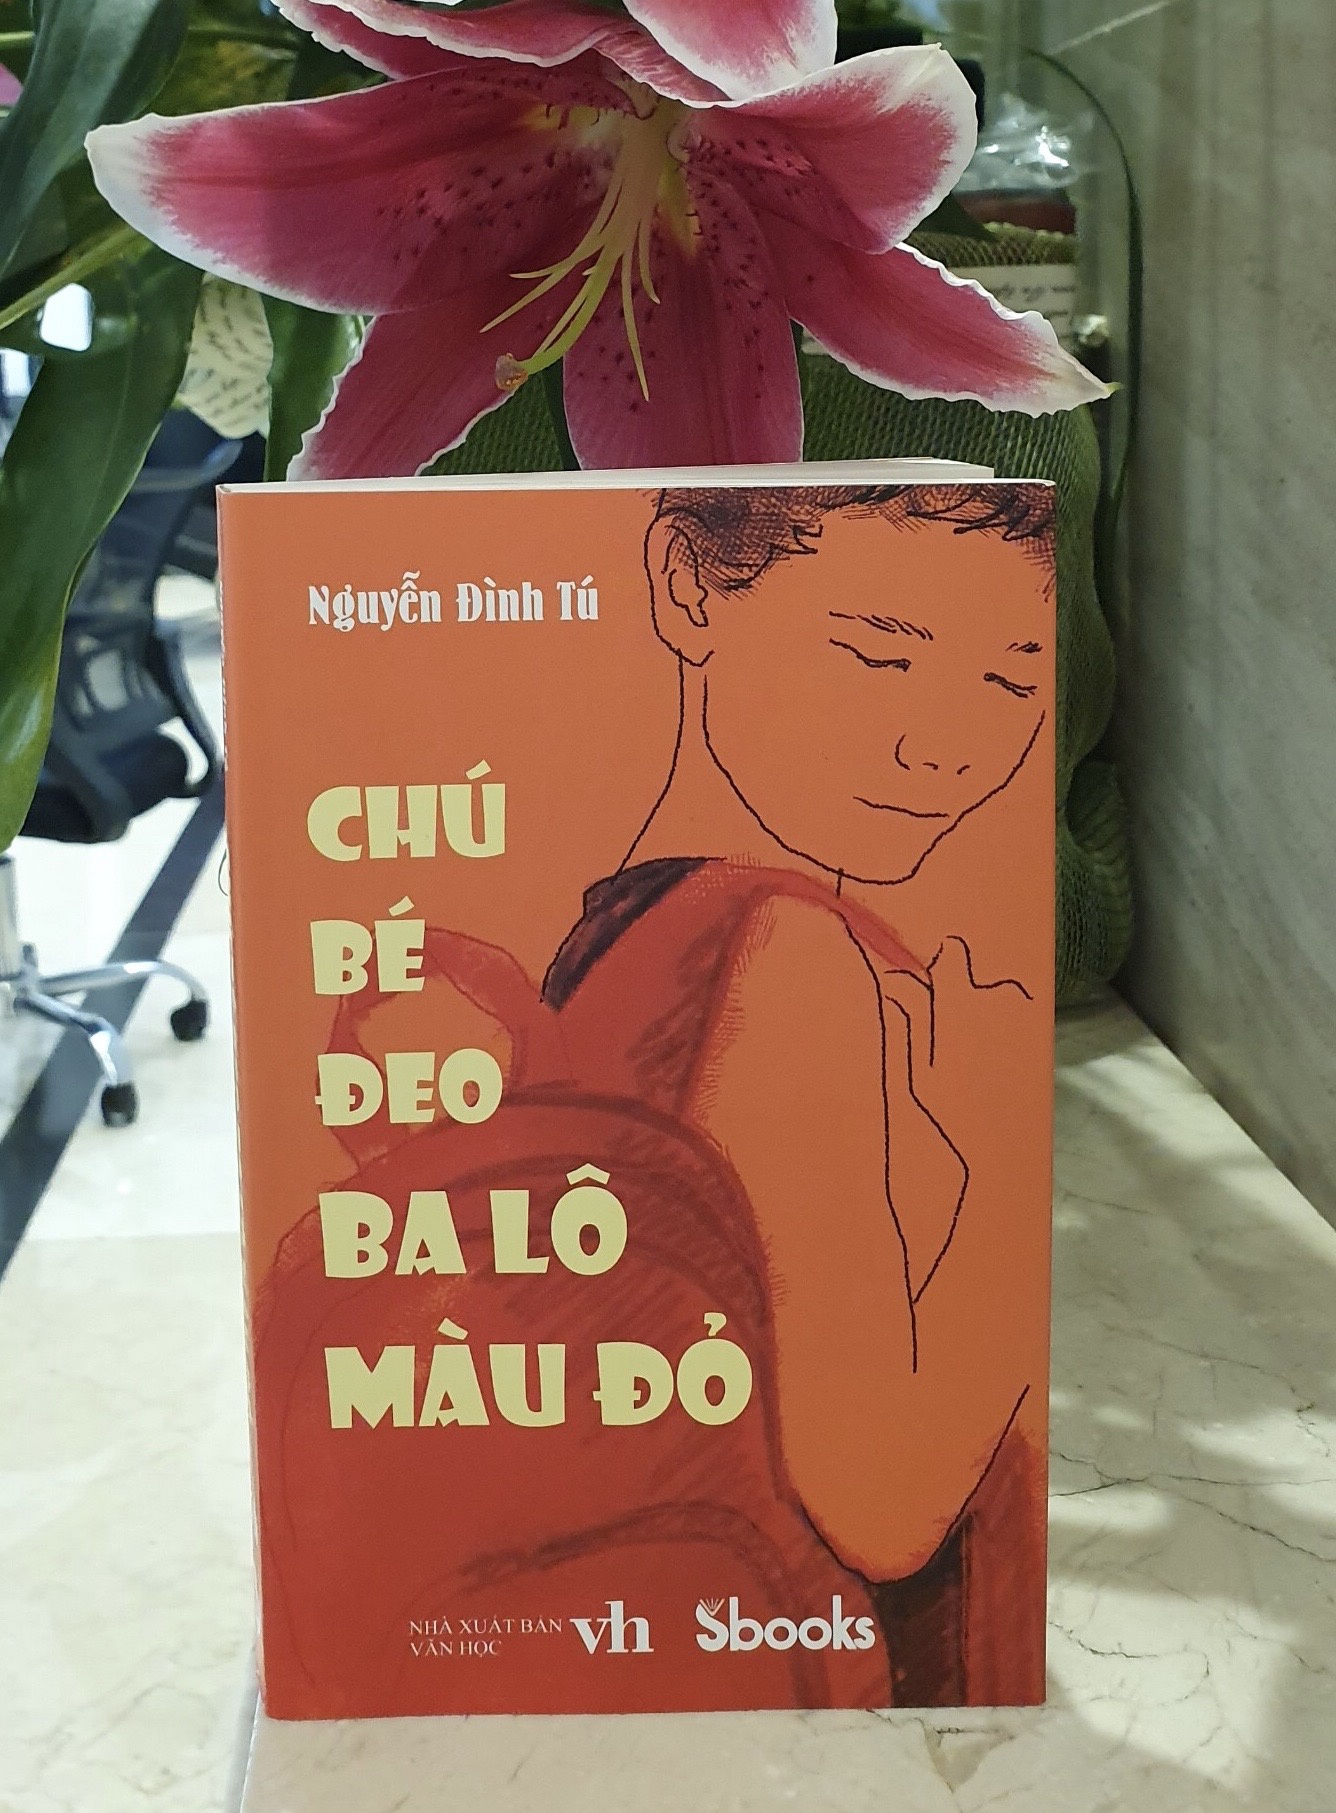 Nguyễn Đình Tú
CHÚ
BÉ
ĐEO
BA LÔ
MÀU ĐỎ
NHÀ XUẤT BẢN
VĂN HỌC
vh
Sbooks